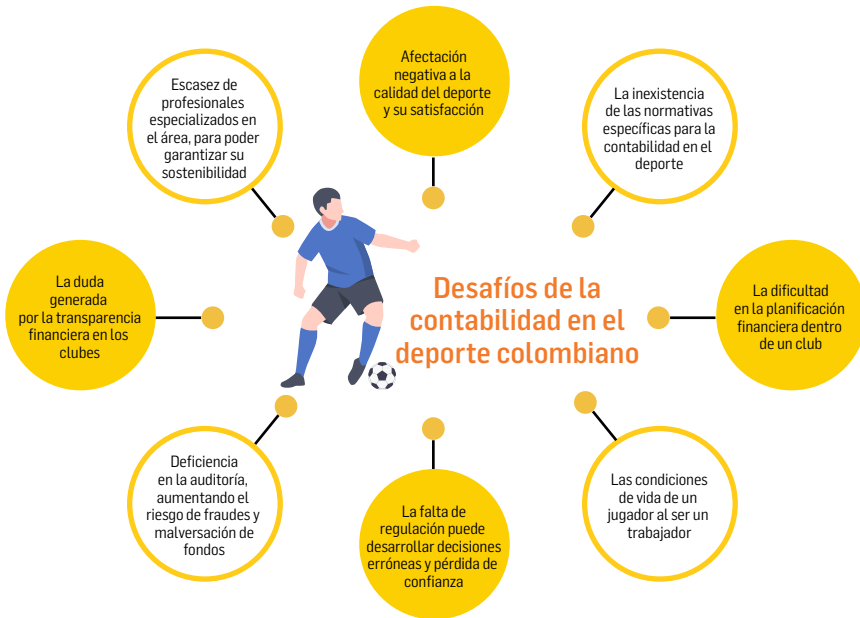 Afectación
negativa a la
calidad del deporte
y su satisfacción
La inexistencia
de las normativas
específicas para la
contabilidad en el
deporte
La dificultad
en la planificación
financiera dentro
de un club
Las condiciones
de vida de un
jugador al ser un
trabajador
La falta de
regulación puede
desarrollar decisiones
erróneas y pérdida de
confianza
Deficiencia
en la auditoría,
aumentando el
riesgo de fraudes y
malversación de
fondos
La duda
generada
por la transparencia
financiera en los
clubes
Escasez de
profesionales
especializados en
el área, para poder
garantizar su
sostenibilidad
Desafíos de la
contabilidad en el
deporte colombiano